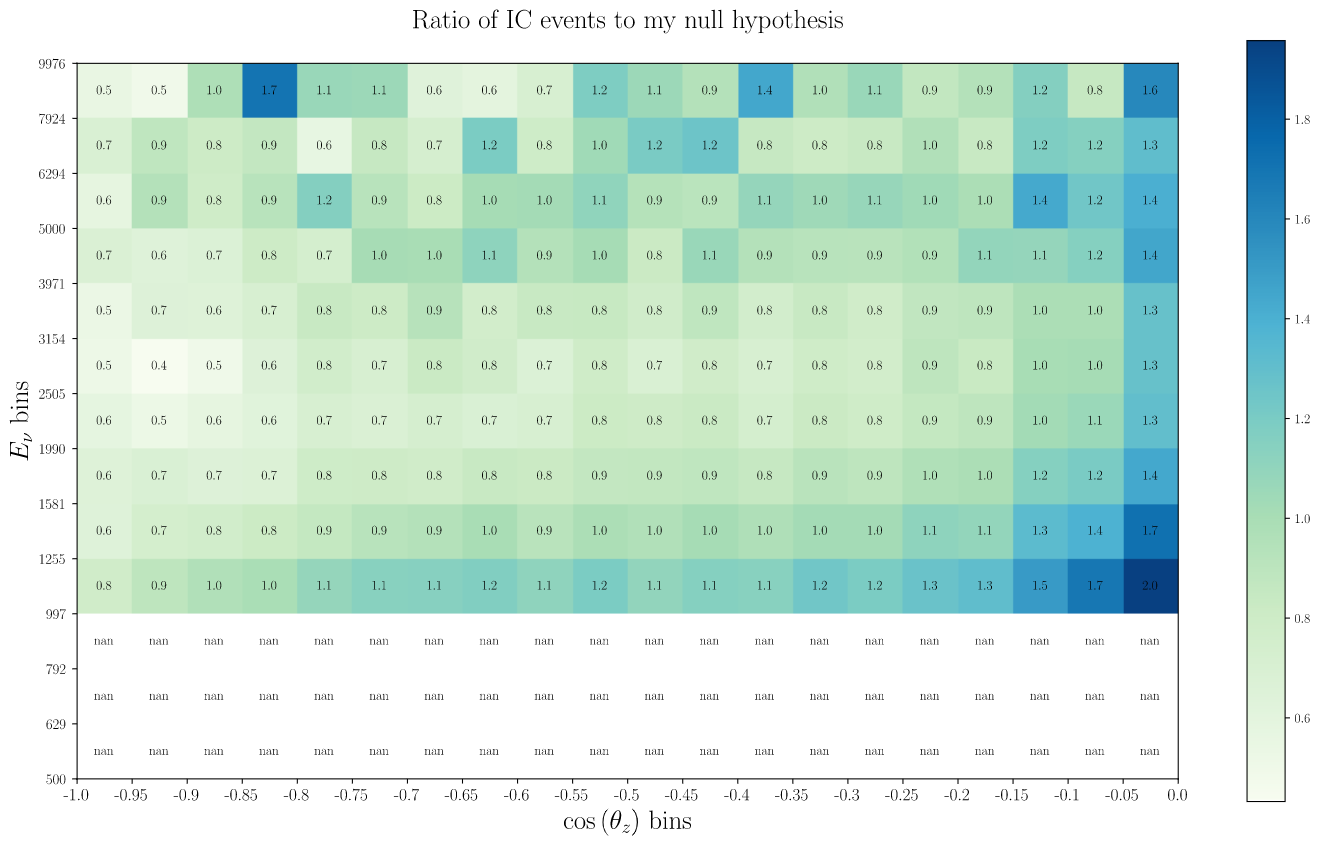 Ratio of IC events to my null hypothesis
9976
0.5 0.5 1.0 1.7 1.1 1.1 0.6 0.6 0.7 1.2 1.1 0.9 1.4 1.0 1.1 0.9 0.9 1.2 0.8 1.6
7924
0.7 0.9 0.8 0.9 0.6 0.8 0.7 1.2 0.8 1.0 1.2 1.2 0.8 0.8 0.8 1.0 0.8 1.2 1.2 1.3
6294
0.6 0.9 0.8 0.9 1.2 0.9 0.8 1.0 1.0 1.1 0.9 0.9 1.1 1.0 1.1 1.0 1.0 1.4 1.2 1.4
5000
0.7 0.6 0.7 0.8 0.7 1.0 1.0 1.1 0.9 1.0 0.8 1.1 0.9 0.9 0.9 0.9 1.1 1.1 1.2 1.4
3971
0.5 0.7 0.6 0.7 0.8 0.8 0.9 0.8 0.8 0.8 0.8 0.9 0.8 0.8 0.8 0.9 0.9 1.0 1.0 1.3
3154
0.5 0.4 0.5 0.6 0.8 0.7 0.8 0.8 0.7 0.8 0.7 0.8 0.7 0.8 0.8 0.9 0.8 1.0 1.0 1.3
2505
0.6 0.5 0.6 0.6 0.7 0.7 0.7 0.7 0.7 0.8 0.8 0.8 0.7 0.8 0.8 0.9 0.9 1.0 1.1 1.3
1990
0.6 0.7 0.7 0.7 0.8 0.8 0.8 0.8 0.8 0.9 0.9 0.9 0.8 0.9 0.9 1.0 1.0 1.2 1.2 1.4
1581
0.6 0.7 0.8 0.8 0.9 0.9 0.9 1.0 0.9 1.0 1.0 1.0 1.0 1.0 1.0 1.1 1.1 1.3 1.4 1.7
1255
0.8 0.9 1.0 1.0 1.1 1.1 1.1 1.2 1.1 1.2 1.1 1.1 1.1 1.2 1.2 1.3 1.3 1.5 1.7 2.0
997
nan nan nan nan nan nan nan nan nan nan nan nan nan nan nan nan nan nan nan nan
792
nan nan nan nan nan nan nan nan nan nan nan nan nan nan nan nan nan nan nan nan
629
nan nan nan nan nan nan nan nan nan nan nan nan nan nan nan nan nan nan nan nan
500
-1.0 -0.95 -0.9 -0.85 -0.8 -0.75 -0.7 -0.65 -0.6 -0.55 -0.5 -0.45 -0.4 -0.35 -0.3 -0.25 -0.2 -0.15 -0.1 -0.05 0.0
cos (θz) bins
Eν bins
1.8
1.6
1.4
1.2
1.0
0.8
0.6